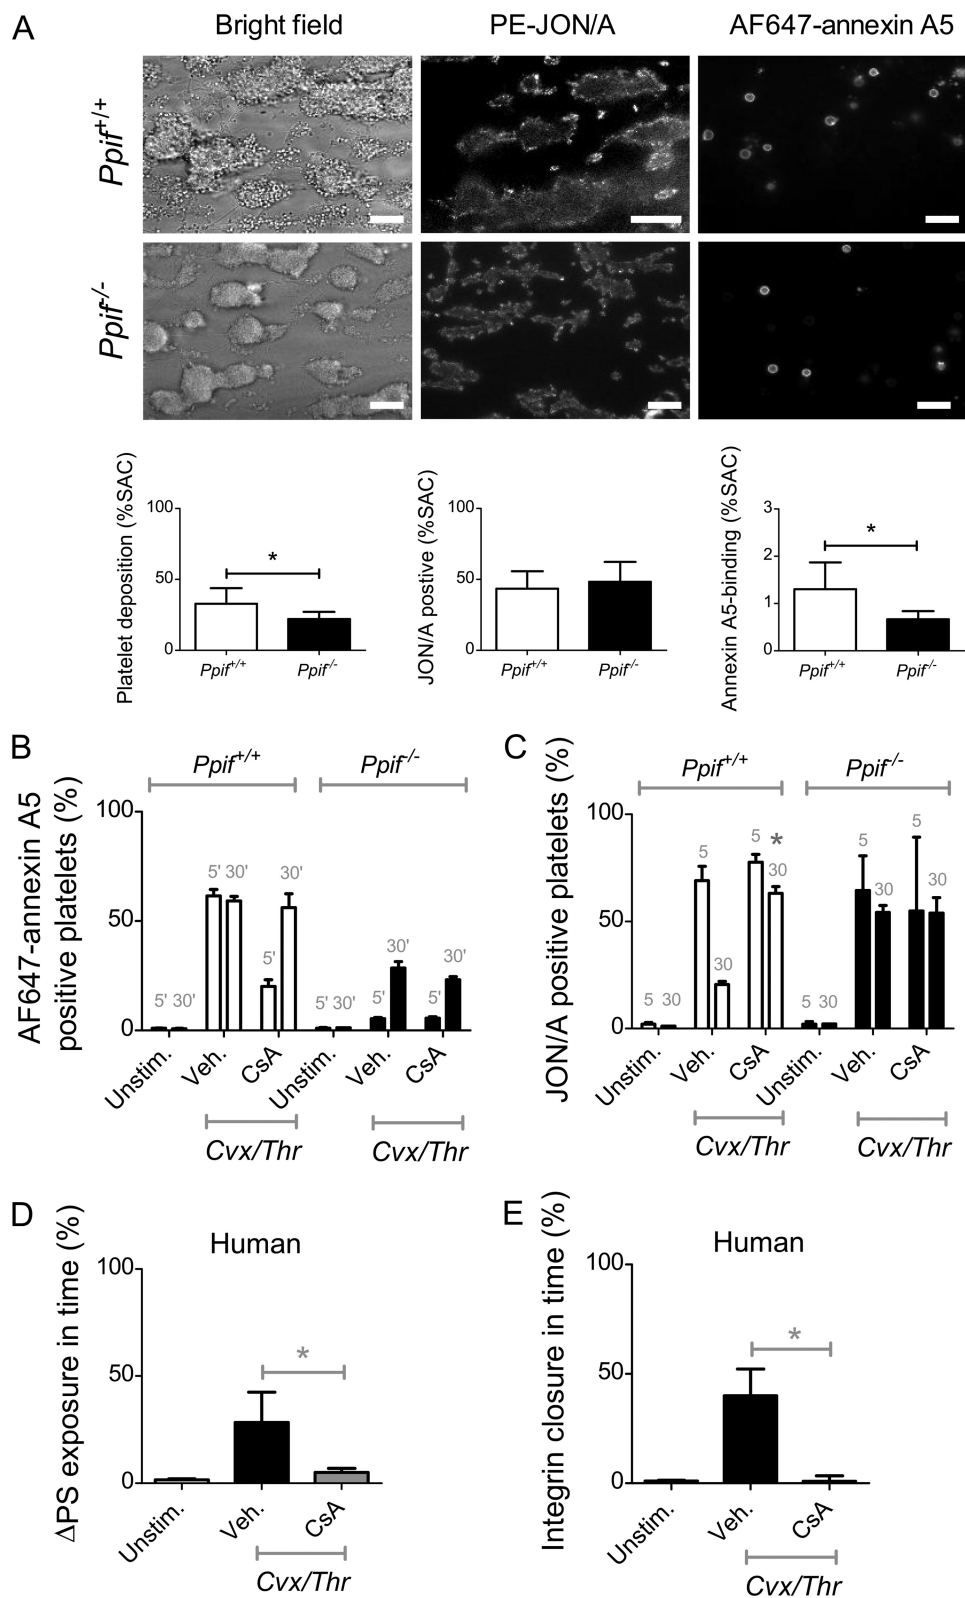 A
Bright field
PE-JON/A
AF647-annexin A5
Ppif+/+
Ppif-/-
Platelet deposition (%SAC)
100
50
0
*
Ppif+/+
Ppif-/-
JON/A postive (%SAC)
100
50
0
Ppif+/+
Ppif-/-
Annexin A5-binding (%SAC)
3
2
1
0
*
Ppif+/+
Ppif-/-
B
AF647-annexin A5
positive platelets (%)
Ppif+/+
Ppif-/-
100
50
0
5' 30'
5' 30'
5'
30'
5' 30'
5'
30'
5'
30'
Unstim.
Veh.
CsA
Unstim.
Veh.
CsA
Cvx/Thr
Cvx/Thr
C
JON/A positive platelets (%)
Ppif+/+
Ppif-/-
100
50
0
5 30
5
30
5
*
30
5 30
5
30
5
30
Unstim.
Veh.
CsA
Unstim.
Veh.
CsA
Cvx/Thr
Cvx/Thr
D
ΔPS exposure in time (%)
Human
100
50
0
*
Unstim.
Veh.
CsA
Cvx/Thr
E
Integrin closure in time (%)
Human
100
50
0
*
Unstim.
Veh.
CsA
Cvx/Thr